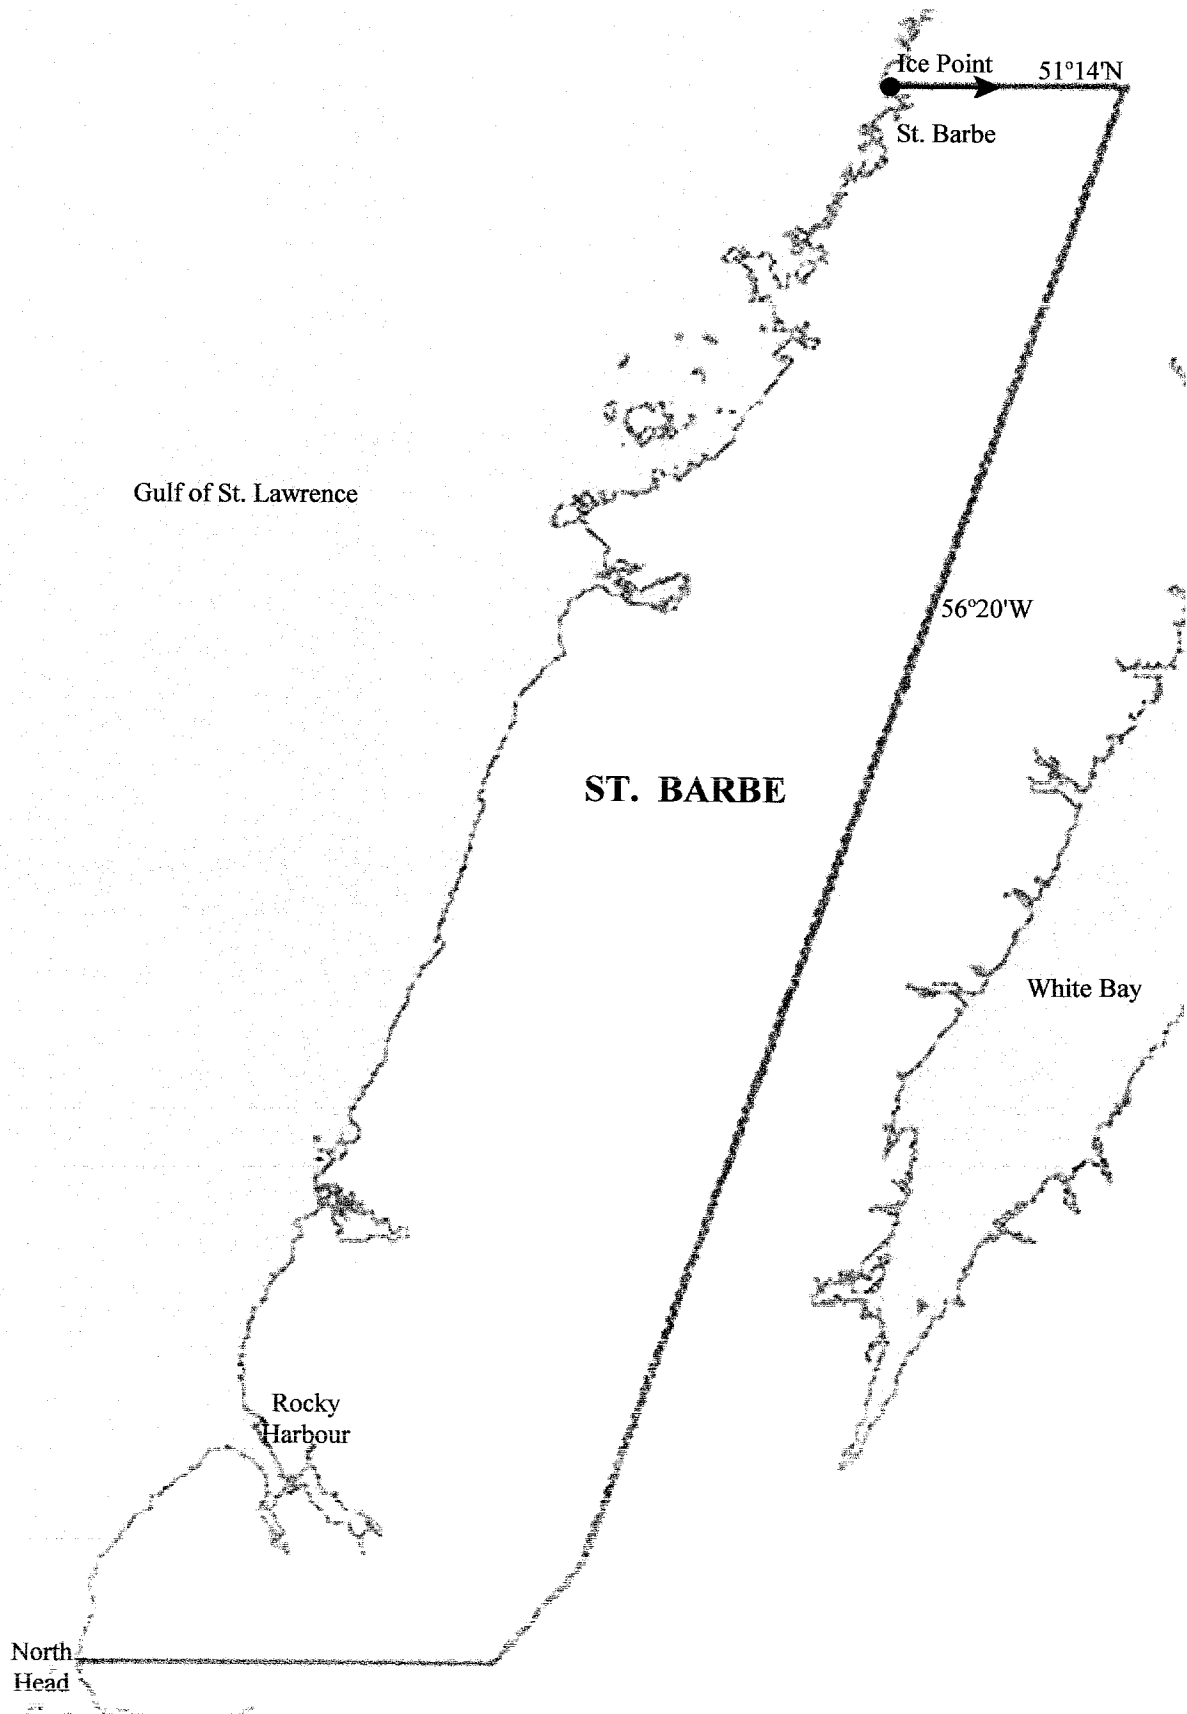 Ice Point
51°14'N
St. Barbe
Gulf of St. Lawrence
56°20'W
ST. BARBE
White Bay
Rocky
Harbour
North
Head